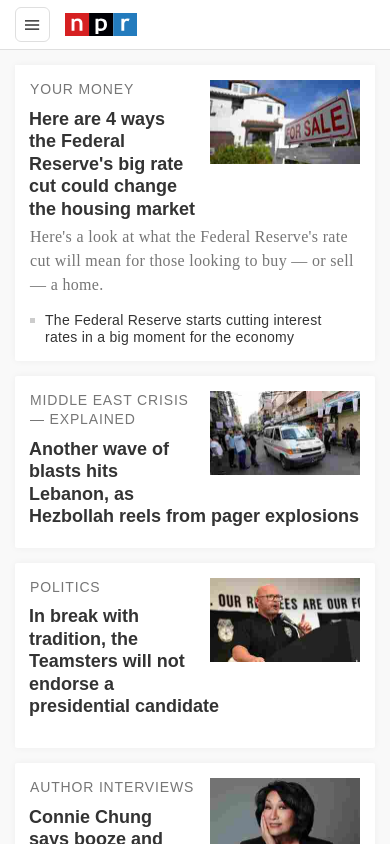 npr
YOUR MONEY
Here are 4 ways
the Federal
Reserve's big rate
cut could change
the housing market
FOR SALE
Here's a look at what the Federal Reserve's rate
cut will mean for those looking to buy — or sell
— a home.
The Federal Reserve starts cutting interest
rates in a big moment for the economy
MIDDLE EAST CRISIS
— EXPLAINED
Another wave of
blasts hits
Lebanon, as
Hezbollah reels from pager explosions
POLITICS
In break with
tradition, the
Teamsters will not
endorse a
presidential candidate
OUR
ES ARE OUR
AUTHOR INTERVIEWS
Connie Chung
says booze and